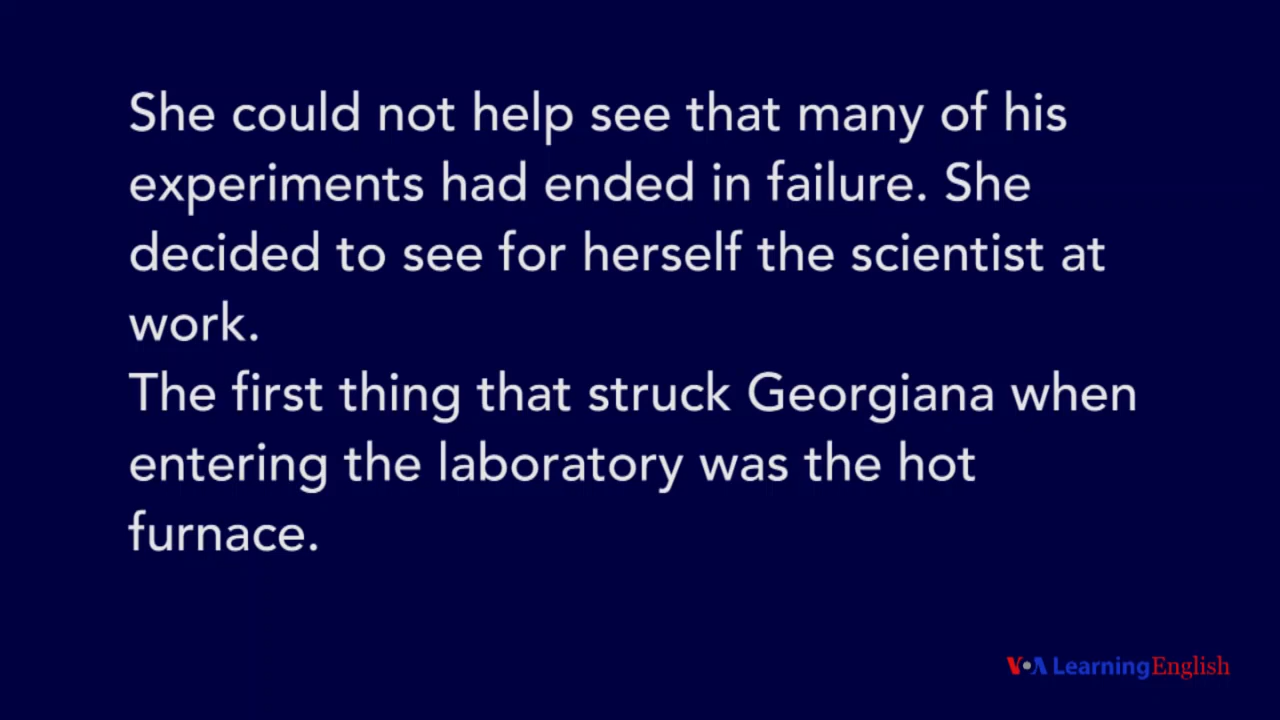 She could not help see that many of his
experiments had ended in failure. She
decided to see for herself the scientist at
work.
The first thing that struck Georgiana when
entering the laboratory was the hot
furnace.
VOA Learning English